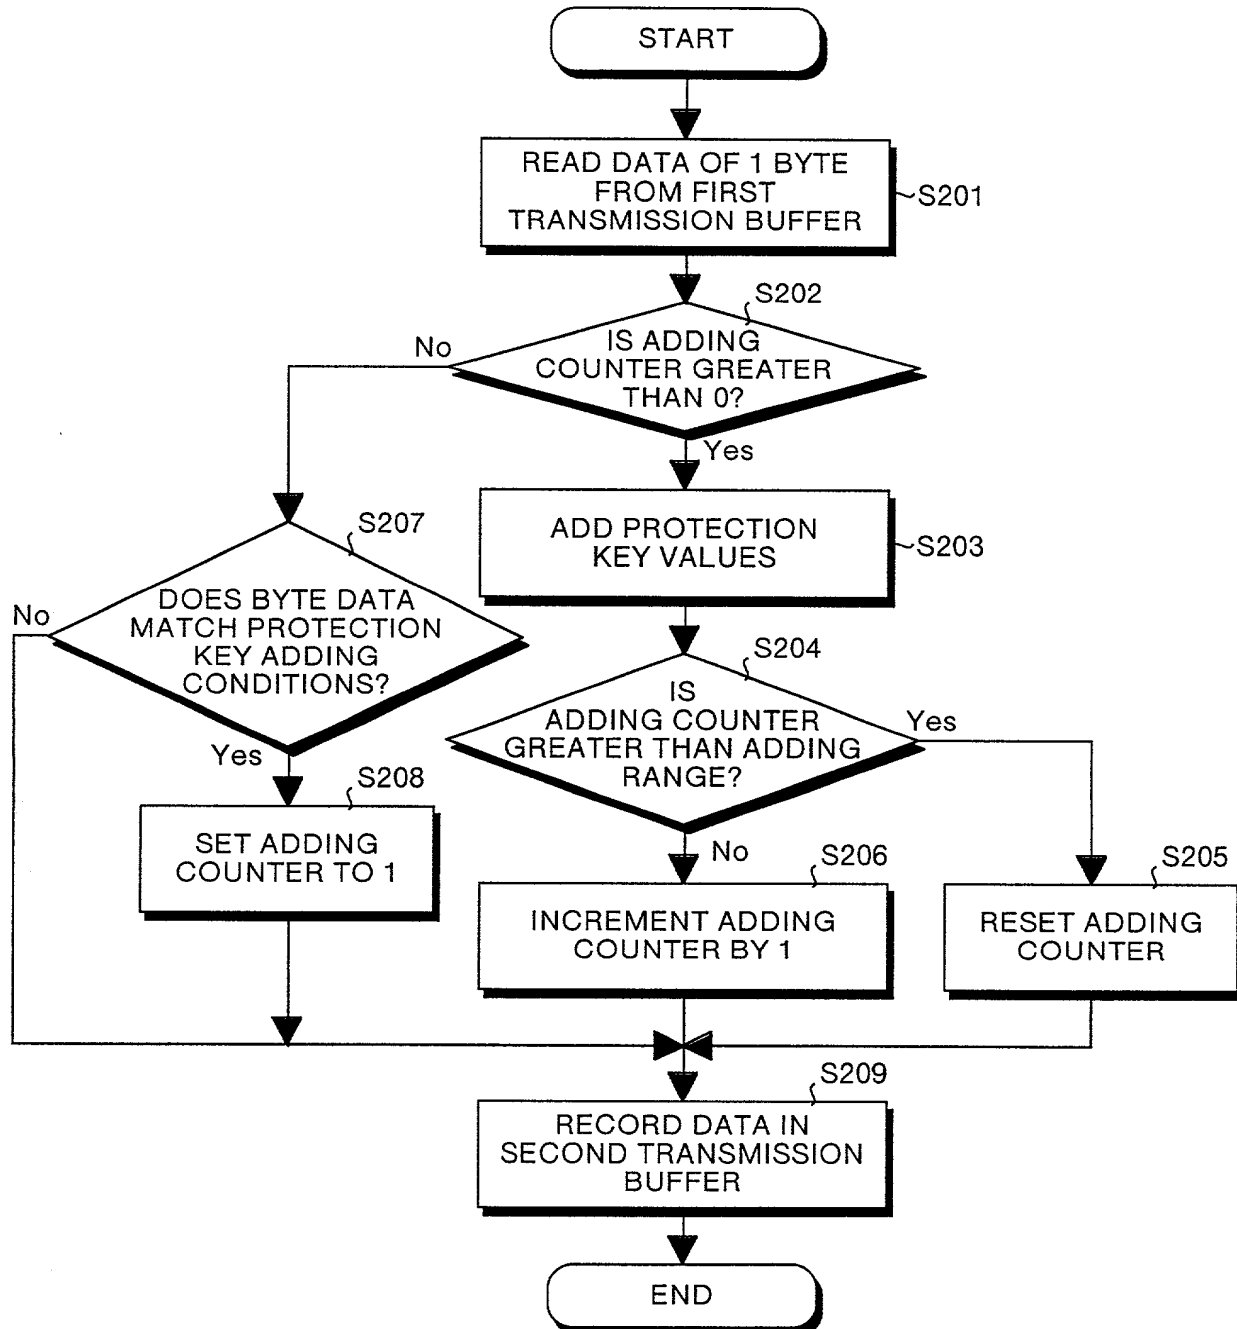 START
READ DATA OF 1 BYTE
FROM FIRST
TRANSMISSION BUFFER
S201
S202
IS ADDING
COUNTER GREATER
THAN 0?
No
Yes
S207
ADD PROTECTION
KEY VALUES
S203
DOES BYTE DATA
MATCH PROTECTION
KEY ADDING
CONDITIONS?
No
Yes
S204
IS
ADDING COUNTER
GREATER THAN ADDING
RANGE?
Yes
No
S208
SET ADDING
COUNTER TO 1
S206
INCREMENT ADDING
COUNTER BY 1
S205
RESET ADDING
COUNTER
S209
RECORD DATA IN
SECOND TRANSMISSION
BUFFER
END